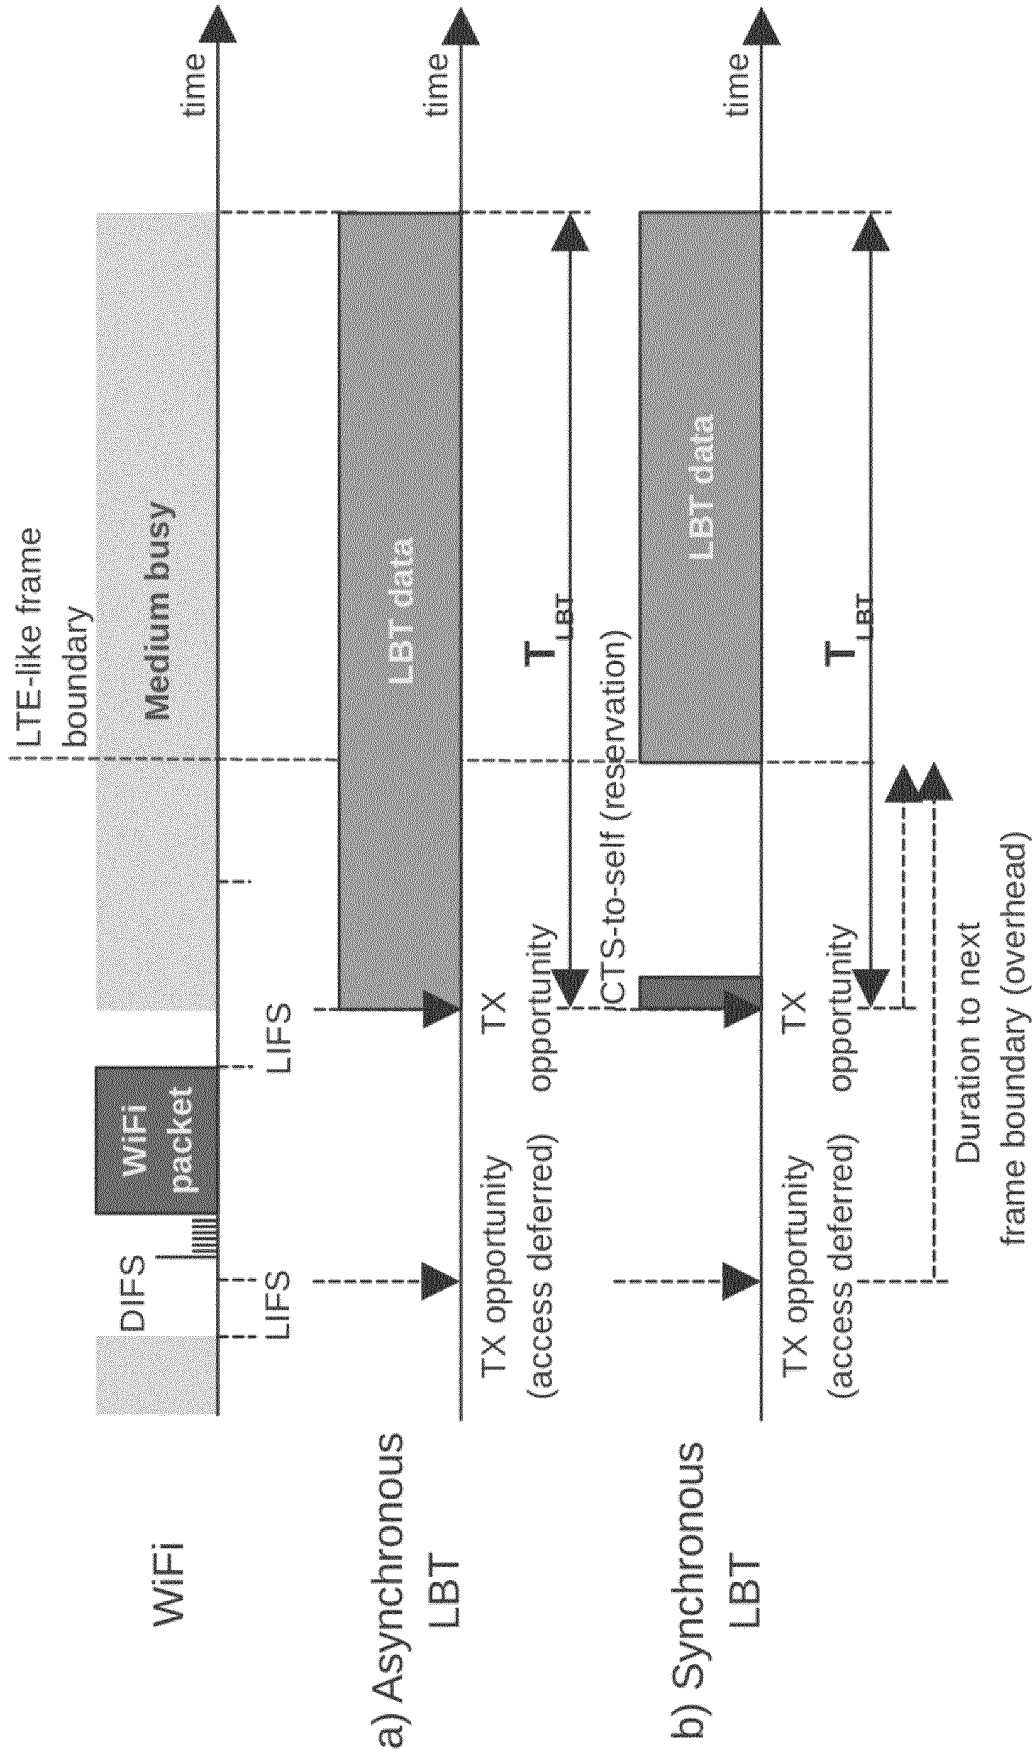 LTE-like frame
boundary
WiFi
DIFS
WiFi
packet
Medium busy
time
LIFS
LIFS
a) Asynchronous
LBT
LBT data
time
TX opportunity
(access deferred)
TX
opportunity
TLBT
CTS-to-self (reservation)
b) Synchronous
LBT
LBT data
time
TX opportunity
(access deferred)
TX
opportunity
TLBT
Duration to next
frame boundary (overhead)